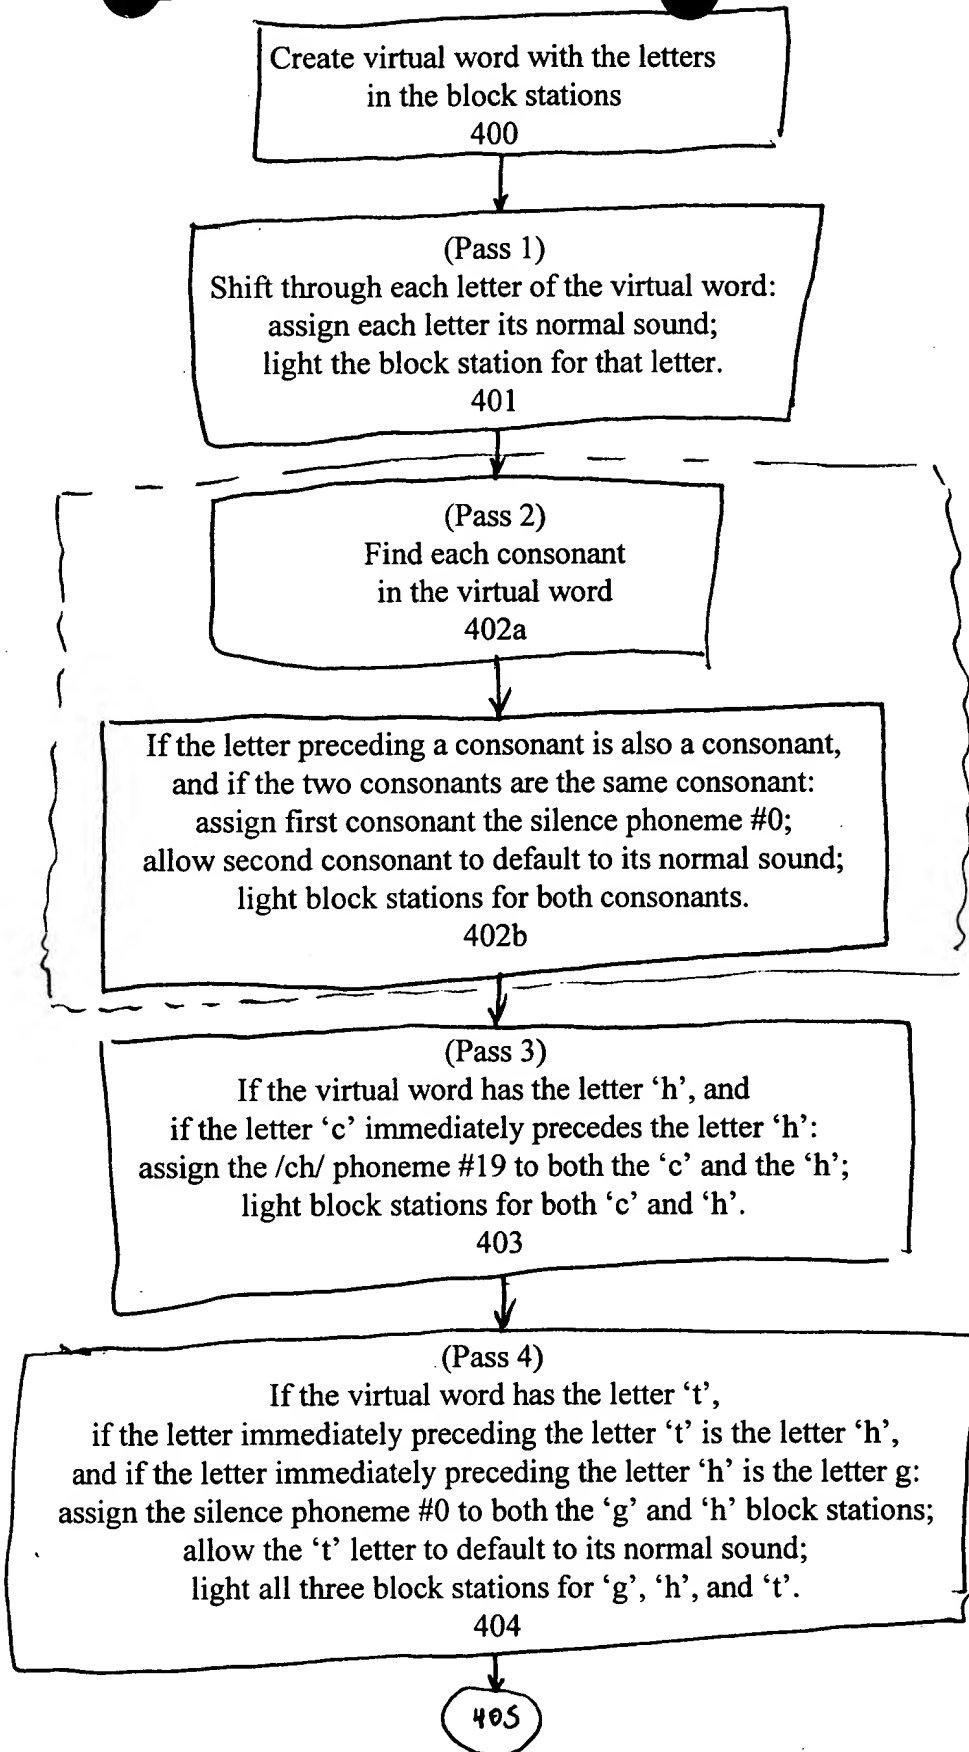 Create virtual word with the letters
in the block stations
400
(Pass 1)
Shift through each letter of the virtual word:
assign each letter its normal sound;
light the block station for that letter.
401
(Pass 2)
Find each consonant
in the virtual word
402a
If the letter preceding a consonant is also a consonant,
and if the two consonants are the same consonant:
assign first consonant the silence phoneme #0;
allow second consonant to default to its normal sound;
light block stations for both consonants.
402b
(Pass 3)
If the virtual word has the letter ‘h’, and
if the letter ‘c’ immediately precedes the letter ‘h’:
assign the /ch/ phoneme #19 to both the ‘c’ and the ‘h’;
light block stations for both ‘c’ and ‘h’.
403
(Pass 4)
If the virtual word has the letter ‘t’,
if the letter immediately preceding the letter ‘t’ is the letter ‘h’,
and if the letter immediately preceding the letter ‘h’ is the letter g:
assign the silence phoneme #0 to both the ‘g’ and ‘h’ block stations;
allow the ‘t’ letter to default to its normal sound;
light all three block stations for ‘g’, ‘h’, and ‘t’.
404
405